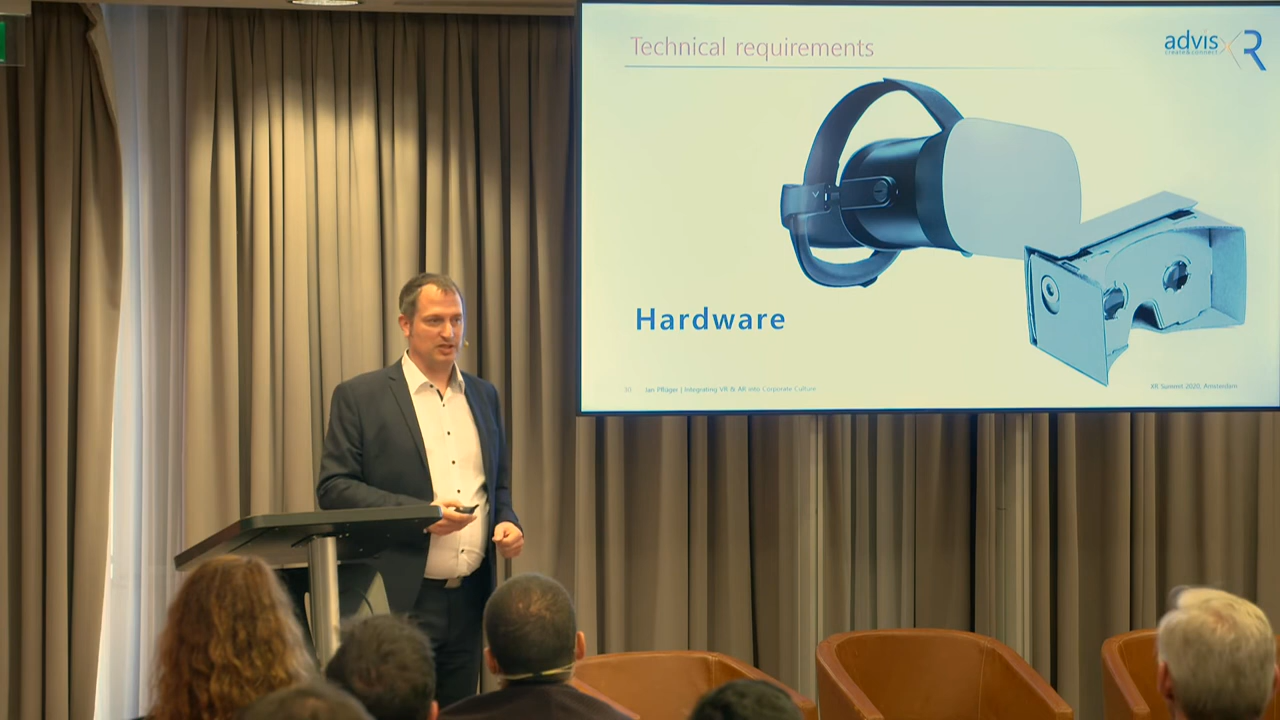 Technical requirements
advis XR
create&connect
Hardware
30 Jan Pflüger | Integrating VR & AR into Corporate Culture
XR Summit 2020, Amsterdam